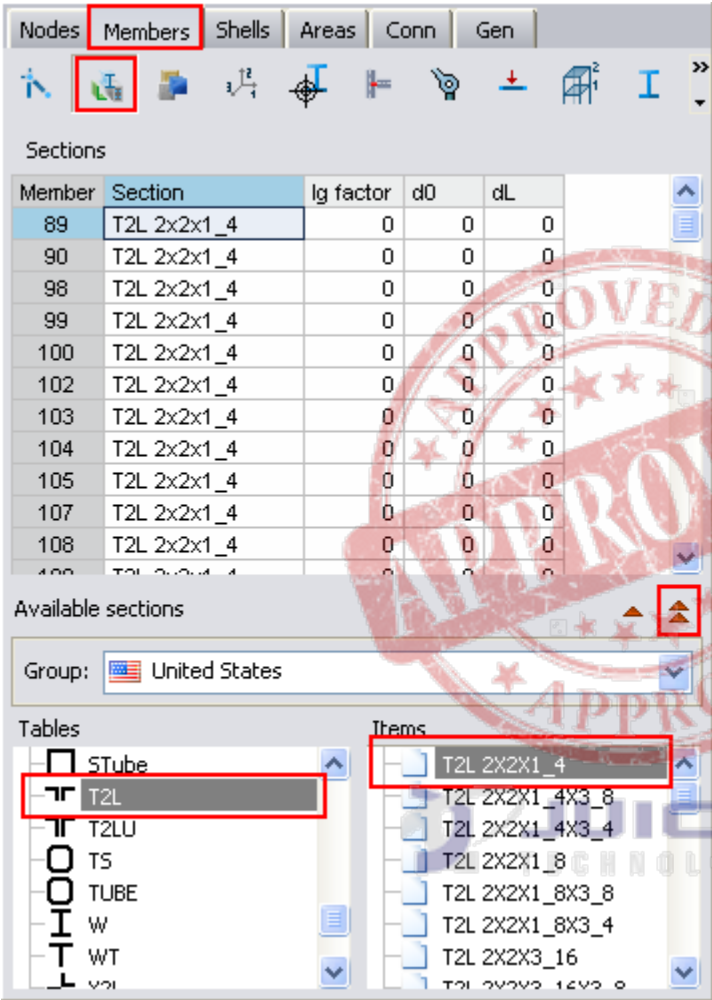 Nodes Members Shells Areas Conn Gen
Sections
Member Section Ig factor d0 dL
89 T2L 2x2x1_4 0 0 0
90 T2L 2x2x1_4 0 0 0
98 T2L 2x2x1_4 0 0 0
99 T2L 2x2x1_4 0 0 0
100 T2L 2x2x1_4 0 0 0
102 T2L 2x2x1_4 0 0 0
103 T2L 2x2x1_4 0 0 0
104 T2L 2x2x1_4 0 0 0
105 T2L 2x2x1_4 0 0 0
107 T2L 2x2x1_4 0 0 0
108 T2L 2x2x1_4 0 0 0
APPROVED
APPROV
APPR
Available sections
Group: United States
Tables Items
STube T2L 2X2X1_4
T2L T2L 2X2X1_4X3_8
T2LU T2L 2X2X1_4X3_4
TS T2L 2X2X1_8
TUBE T2L 2X2X1_8X3_8
W T2L 2X2X1_8X3_4
WT T2L 2X2X3_16
T2L 2X2X3_16X3_8